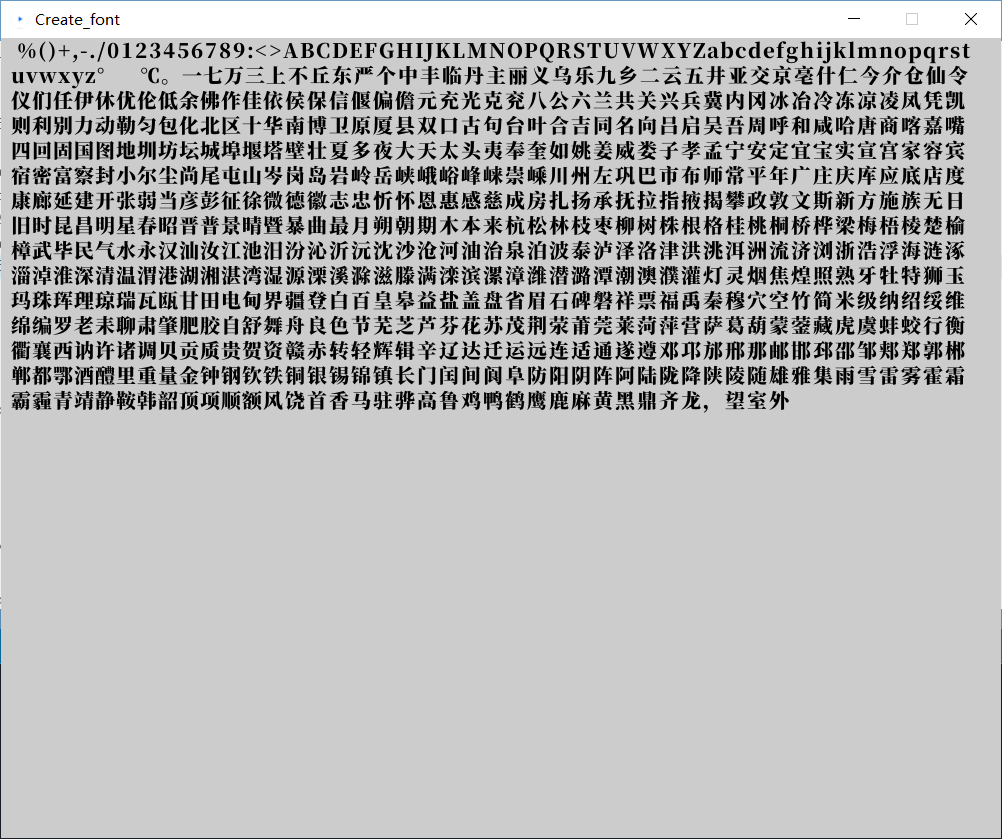 Create_font
%()+,-./0123456789:<>ABCDEFGHIJKLMNOPQRSTUVWXYZabcdefghijklmnopqrst
uvwxyz° ℃。一七万三上不丘东严个中丰临丹主丽义乌乐九乡二云五井亚交京亳什仁今介仓仙令
仪们任伊休优伦低余佛作佳依侯保信偃偏儋元充光克兖八公六兰共关兴兵冀内冈冰冶冷冻凉凌凤凭凯
则利别力动勒匀包化北区十华南博卫原厦县双口古句台叶合吉同名向吕启吴吾周呼和咸哈唐商喀嘉嘴
四回固国图地圳坊坛城埠堰塔壁壮夏多夜大天太头夷奉奎如姚姜威娄子孝孟宁安定宜宝实宣宫家容宾
宿密富察封小尔尘尚尾屯山岑岗岛岩岭岳峡峨峪峰崃崇嵊川州左巩巴市布师常平年广庄庆库应底店度
康廊延建开张弱当彦彭征徐微德徽志忠忻怀恩惠感慈成房扎扬承抚拉指掖揭攀政敦文斯新方施族无日
旧时昆昌明星春昭晋普景晴暨暴曲最月朔朝期木本来杭松林枝枣柳树株根格桂桃桐桥桦梁梅梧棱楚榆
樟武毕民气水永汉汕汝江池汨汾沁沂沅沈沙沧河油治泉泊波泰泸泽洛津洪洮洱洲流济浏浙浩浮海涟涿
淄淖淮深清温渭港湖湘湛湾湿源溧溪滁滋滕满滦滨漯漳潍潜潞潭潮澳濮灌灯灵烟焦煌照熟牙牡特狮玉
玛珠珲理琼瑞瓦瓯甘田电甸界疆登白百皇皋益盐盖盘省眉石碑磐祥票福禹秦穆穴空竹简米级纳绍绥维
绵编罗老耒聊肃肇肥胶自舒舞舟良色节芜芝芦芬花苏茂荆荥莆莞莱菏萍营萨葛葫蒙蓥藏虎虞蚌蛟行衡
衢襄西讷许诸调贝贡质贵贺资赣赤转轻辉辑辛辽达迁运远连适通遂遵邓邛邡邢那邮邯邳邵邹郏郑郭郴
郸都鄂酒醴里重量金钟钢钦铁铜银锡锦镇长门闰间阆阜防阳阴阵阿陆陇降陕陵随雄雅集雨雪雷雾霍霜
霸霾青靖静鞍韩韶顶项顺额风饶首香马驻骅高鲁鸡鸭鹤鹰鹿麻黄黑鼎齐龙，望室外